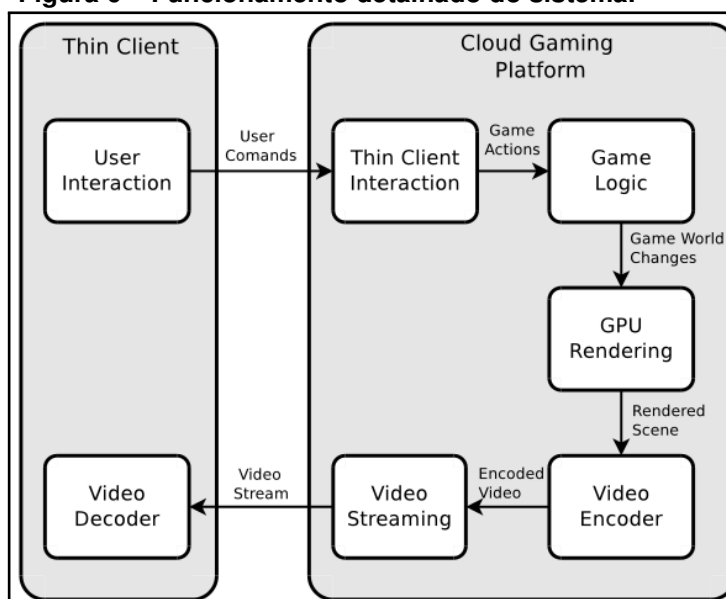 Figura – Funcionamento detalhado do sistema.
Thin Client
Cloud Gaming
Platform
User
Interaction
User
Comands
Thin Client
Interaction
Game
Actions
Game
Logic
Game World
Changes
GPU
Rendering
Rendered
Scene
Video
Decoder
Video
Stream
Video
Streaming
Encoded
Video
Video
Encoder